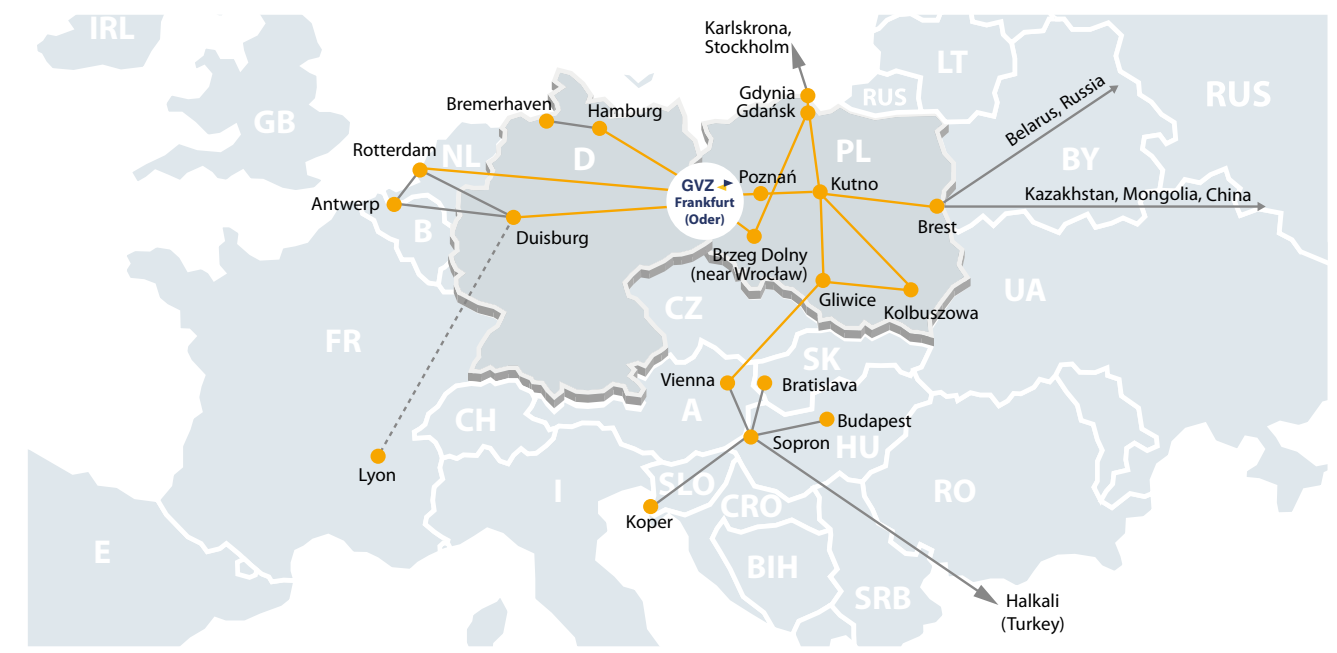 IRL
Karlskrona,
Stockholm
LT
RUS
RUS
GB
Bremerhaven
Hamburg
Gdynia
Gdańsk
Belarus, Russia
Rotterdam
NL
D
PL
BY
GVZ
Frankfurt
(Oder)
Poznań
Kutno
Kazakhstan, Mongolia, China
Antwerp
B
Duisburg
Brest
Brzeg Dolny
(near Wrocław)
Gliwice
Kolbuszowa
UA
CZ
FR
SK
Vienna
Bratislava
A
CH
Budapest
Sopron
HU
Lyon
I
SLO
CRO
RO
Koper
E
BIH
SRB
Halkali
(Turkey)